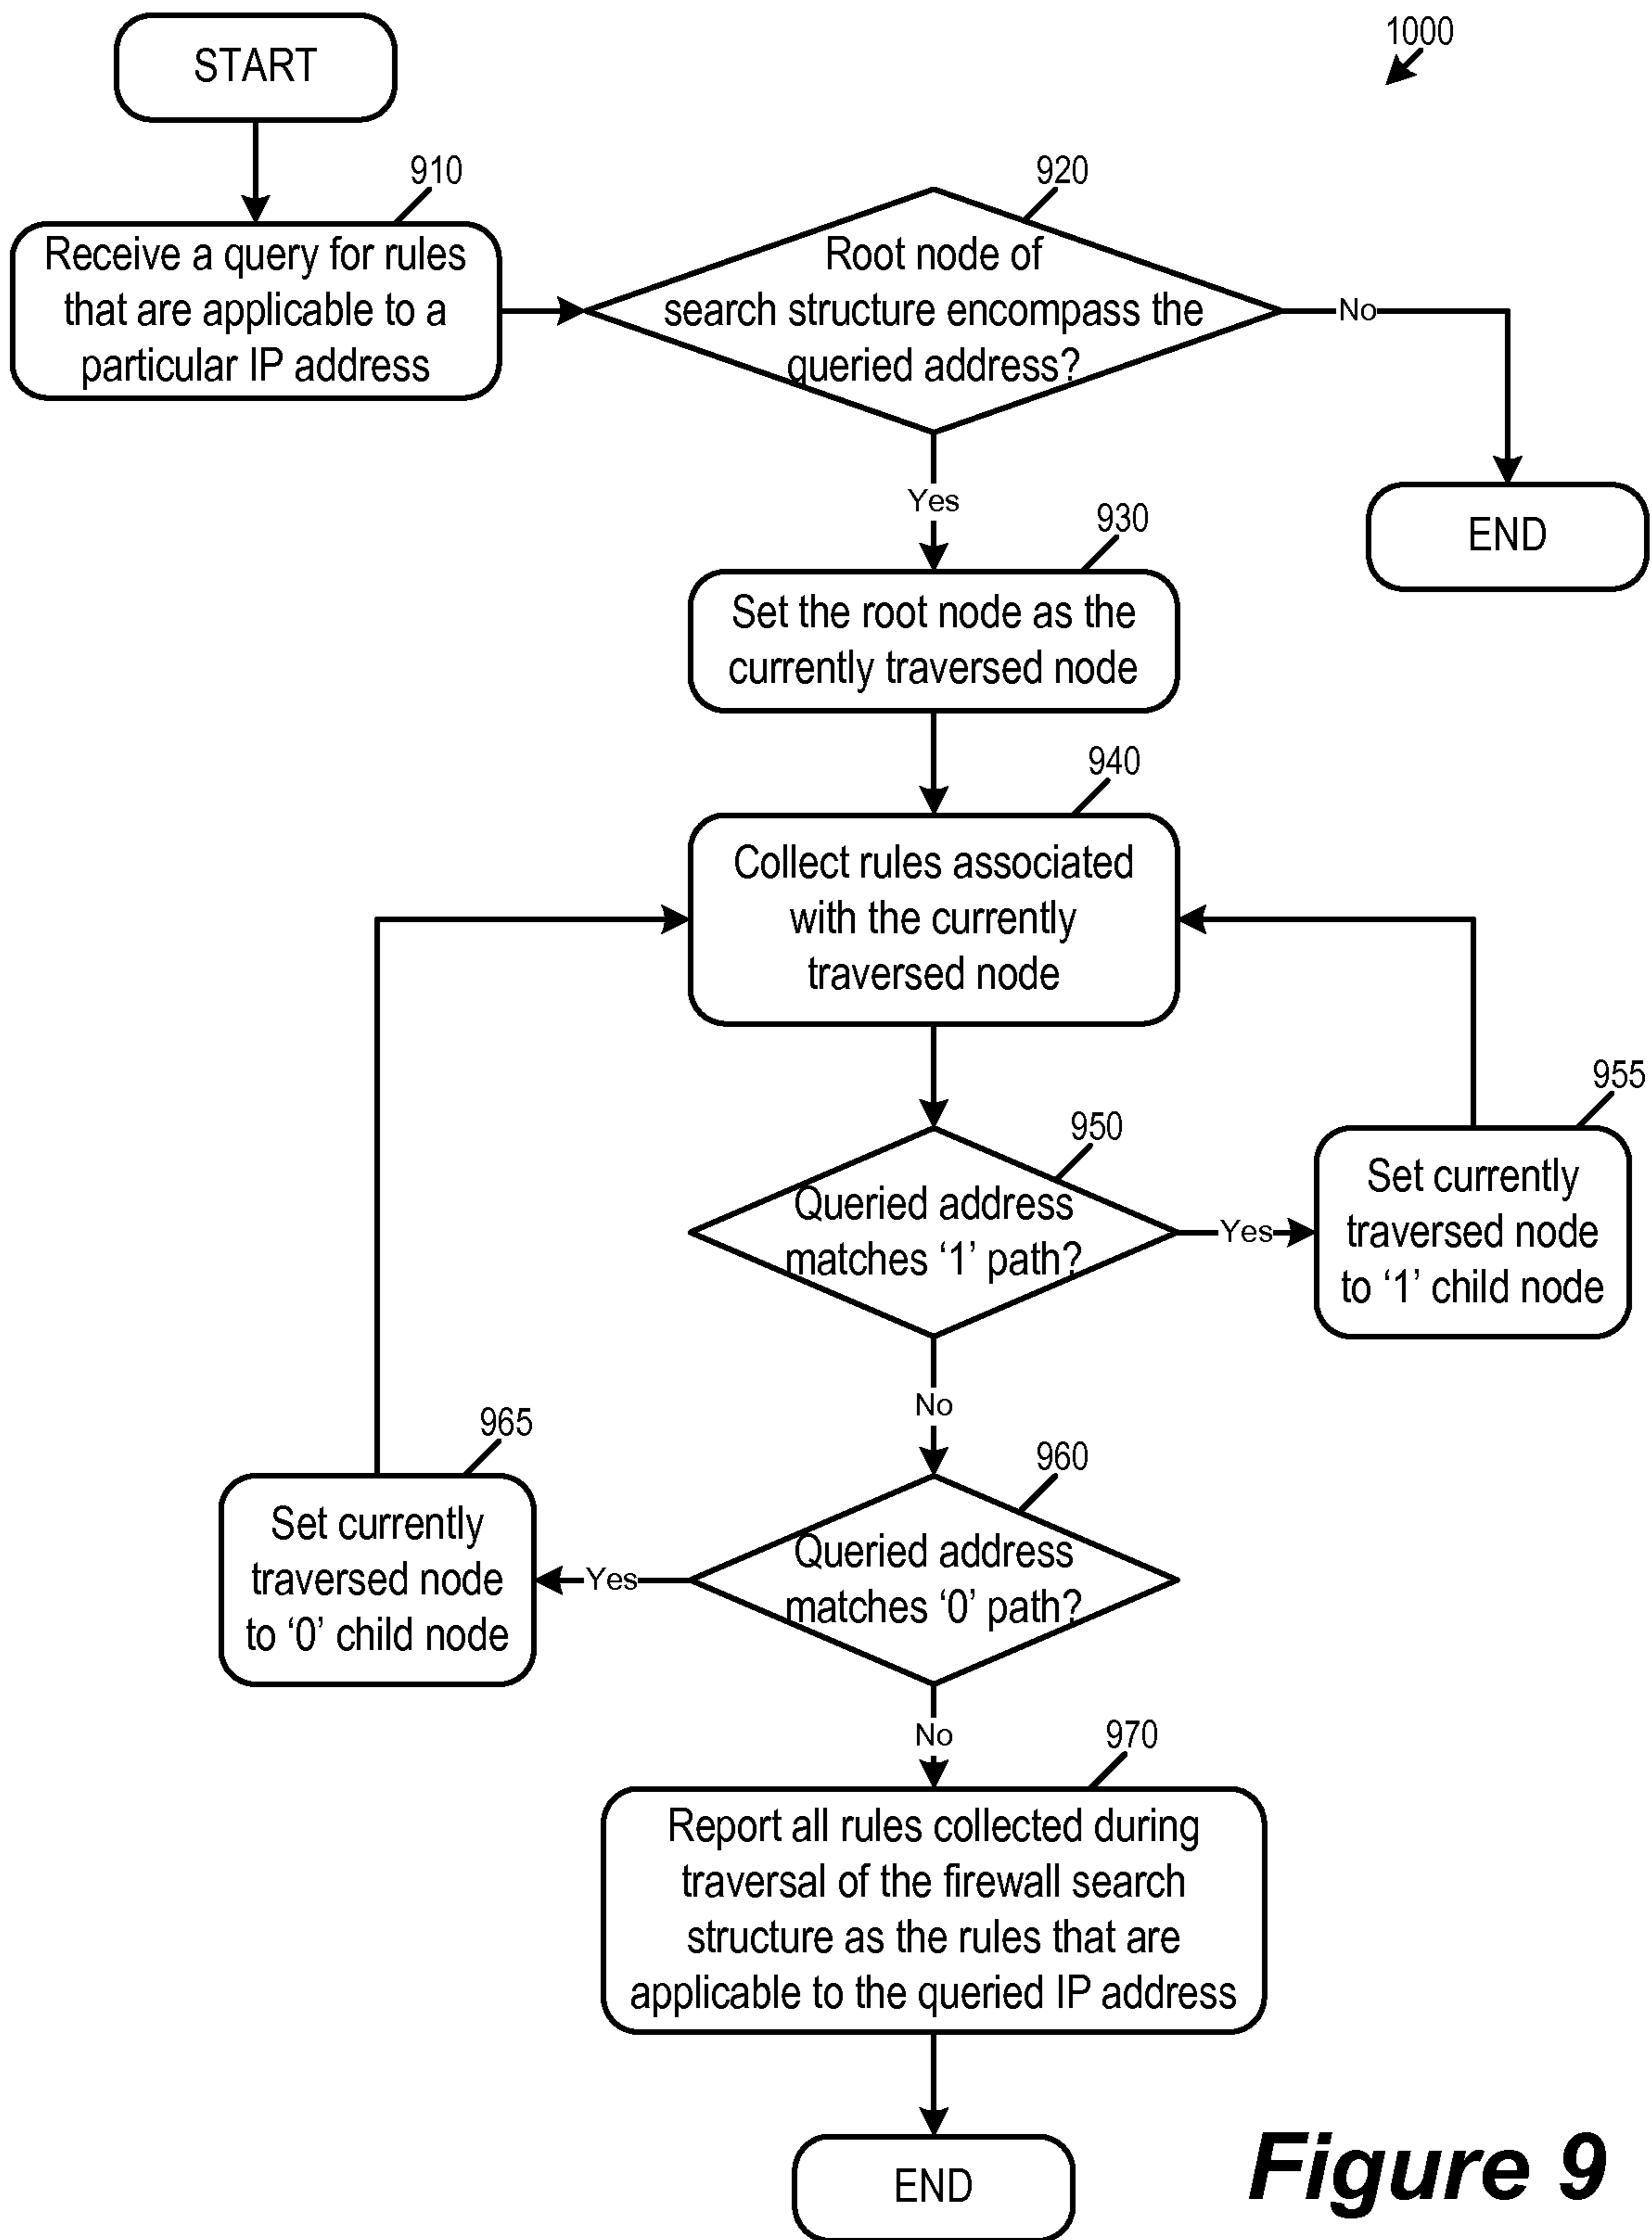 START
1000
910
Receive a query for rules
that are applicable to a
particular IP address
920
Root node of
search structure encompass the
queried address?
No
END
Yes
930
Set the root node as the
currently traversed node
940
Collect rules associated
with the currently
traversed node
950
Queried address
matches ‘1’ path?
Yes
955
Set currently
traversed node
to ‘1’ child node
No
960
Queried address
matches ‘0’ path?
Yes
965
Set currently
traversed node
to ‘0’ child node
No
970
Report all rules collected during
traversal of the firewall search
structure as the rules that are
applicable to the queried IP address
END
Figure 9